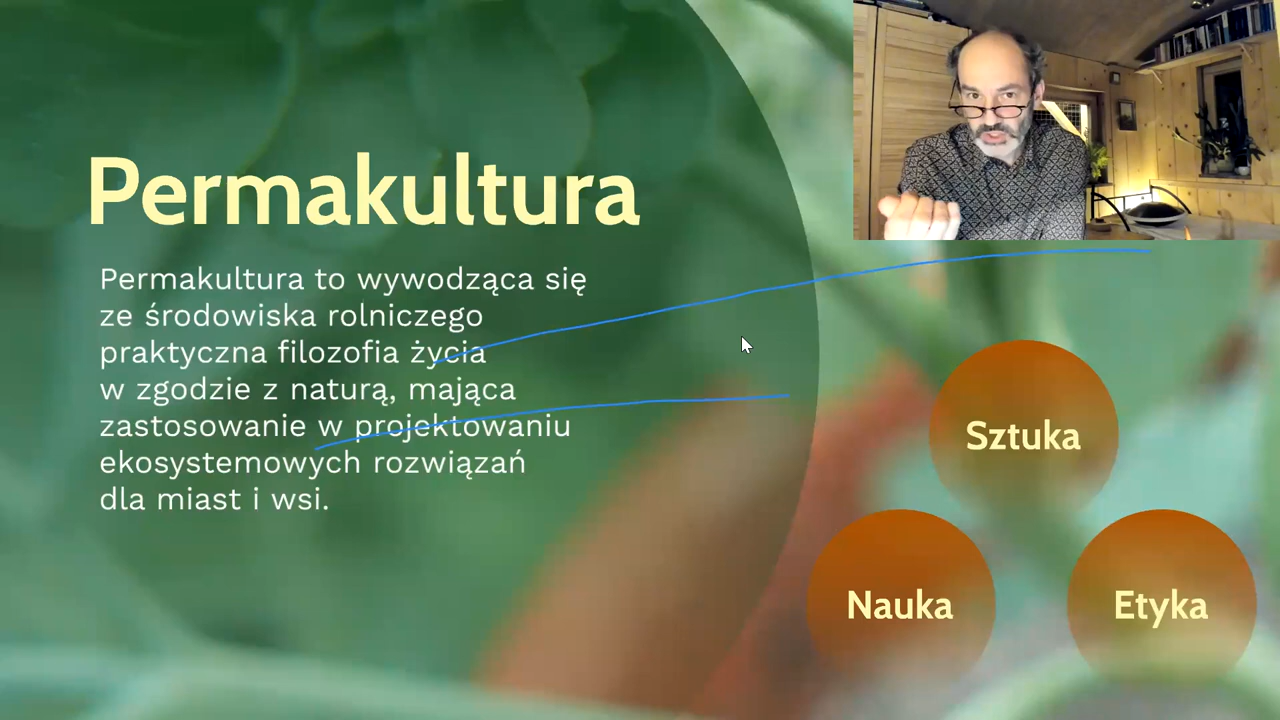 Permakultura
Permakultura to wywodząca się
ze środowiska rolniczego
praktyczna filozofia życia
w zgodzie z naturą, mająca
zastosowanie w projektowaniu
ekosystemowych rozwiązań
dla miast i wsi.
Sztuka
Nauka
Etyka